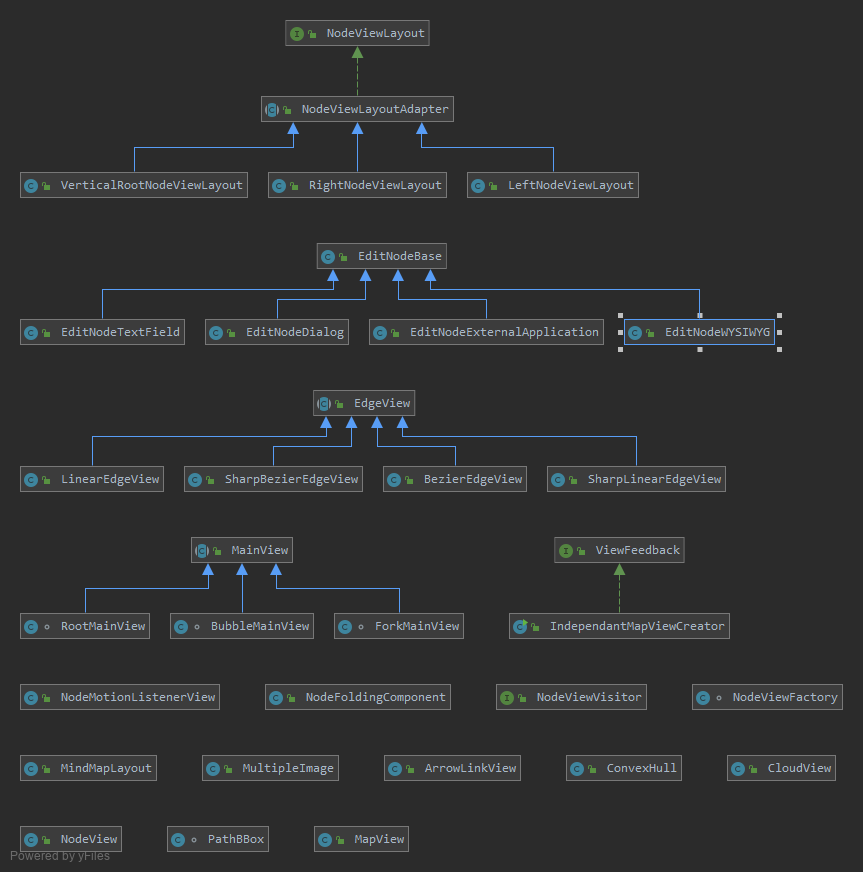 NodeViewLayout
NodeViewLayoutAdapter
VerticalRootNodeViewLayout RightNodeViewLayout LeftNodeViewLayout
EditNodeBase
EditNodeTextField EditNodeDialog EditNodeExternalApplication EditNodeWYSIWYG
EdgeView
LinearEdgeView SharpBezierEdgeView BezierEdgeView SharpLinearEdgeView
MainView ViewFeedback
RootMainView BubbleMainView ForkMainView IndependantMapViewCreator
NodeMotionListenerView NodeFoldingComponent NodeViewVisitor NodeViewFactory
MindMapLayout MultipleImage ArrowLinkView ConvexHull CloudView
NodeView PathBBox MapView
Powered by yFiles